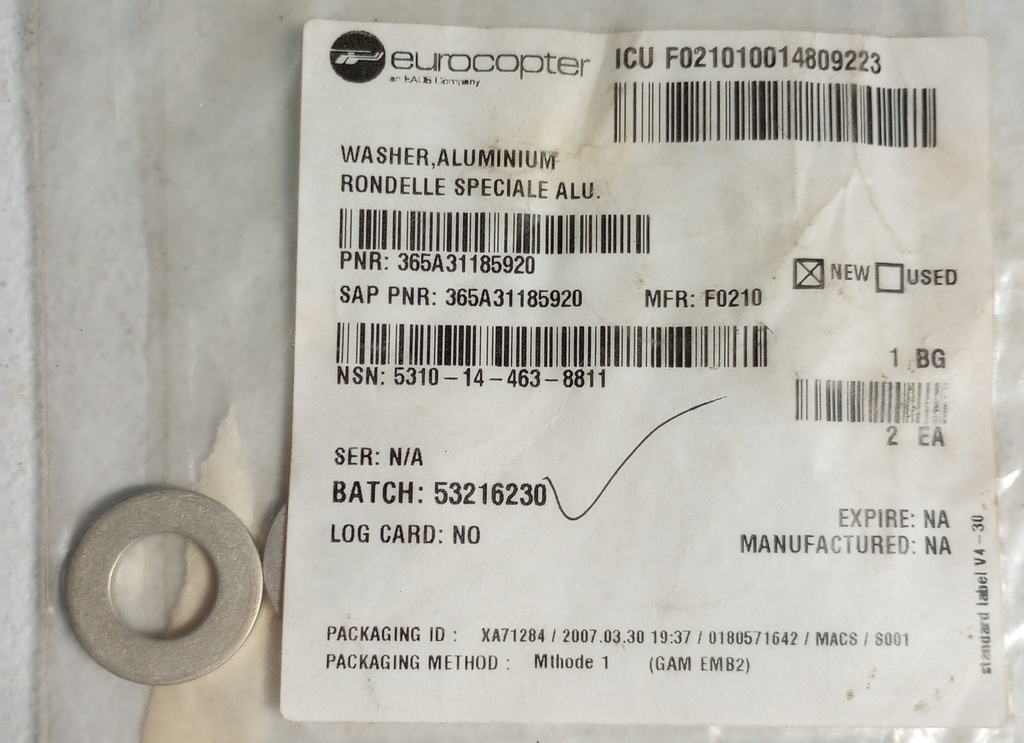 eurocopter
an EADS Company
ICU F021010014809223
WASHER,ALUMINIUM
RONDELLE SPECIALE ALU.
PNR: 365A31185920
SAP PNR: 365A31185920 MFR: F0210
NEW USED
NSN: 5310-14-463-8811
1 BG
2 EA
SER: N/A
BATCH: 53216230
LOG CARD: NO
EXPIRE: NA
MANUFACTURED: NA
PACKAGING ID : XA71284 / 2007.03.30 19:37 / 0180571642 / MACS / S001
PACKAGING METHOD : Mthode 1 (GAM EMB2)
standard label V4-30